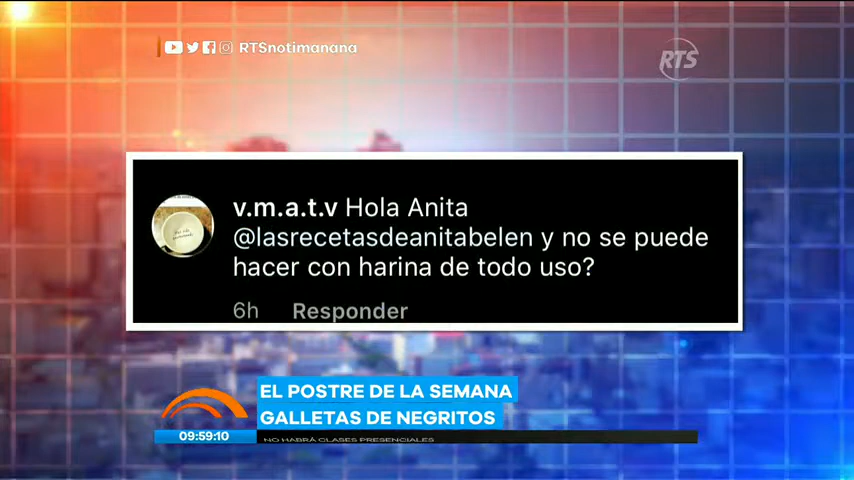 RTSnotimanana
RTS
v.m.a.t.v Hola Anita
@lasrecetasdeanitabelen y no se puede
hacer con harina de todo uso?
6h Responder
EL POSTRE DE LA SEMANA
GALLETAS DE NEGRITOS
09:59:10
NO HABRÁ CLASES PRESENCIALES